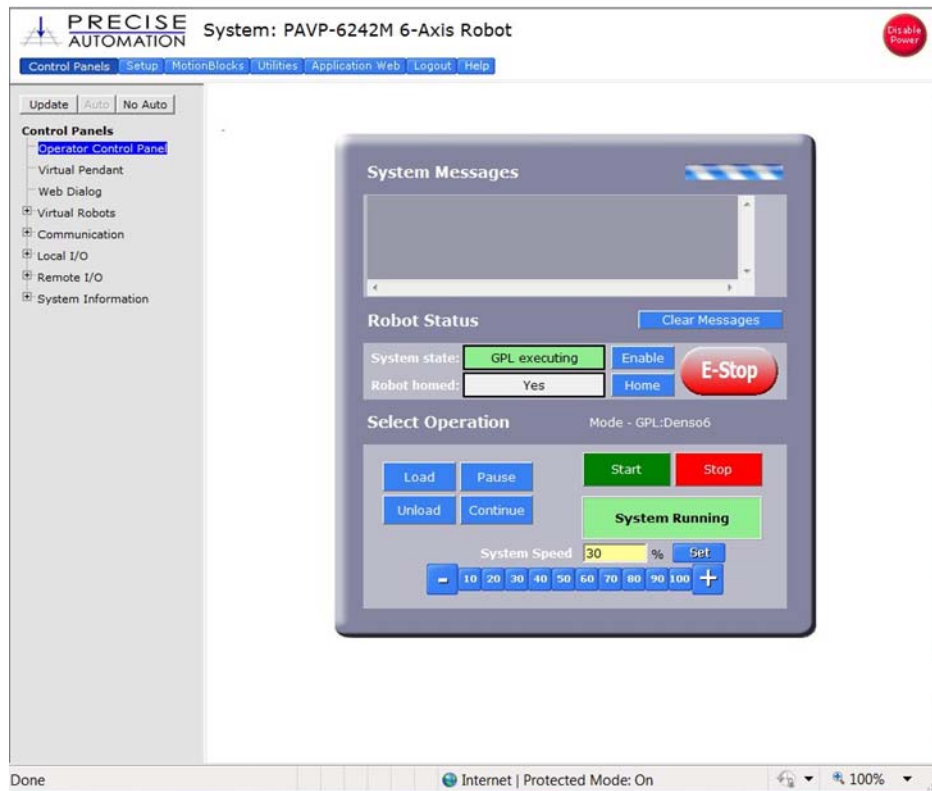 PRECISE
AUTOMATION
System: PAVP-6242M 6-Axis Robot
Disable
Power
Control Panels Setup MotionBlocks Utilities Application Web Logout Help
Update Auto No Auto
Control Panels
Operator Control Panel
Virtual Pendant
Web Dialog
Virtual Robots
Communication
Local I/O
Remote I/O
System Information
System Messages
Robot Status
Clear Messages
System state: GPL executing Enable
E-Stop
Robot homed: Yes Home
Select Operation Mode - GPL:Denso6
Load Pause Start Stop
Unload Continue System Running
System Speed 30 % Set
- 10 20 30 40 50 60 70 80 90 100 +
Done Internet | Protected Mode: On 100%